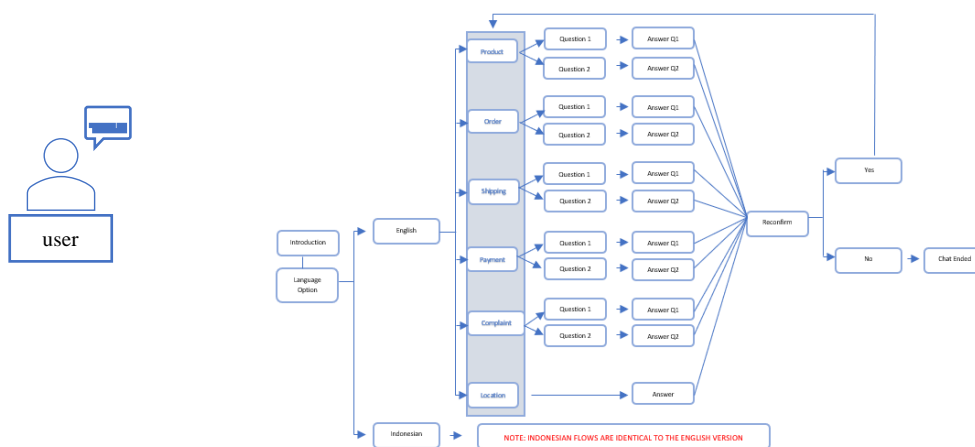 Product
Question 1
Answer Q1
Question 2
Answer Q2
Order
Question 1
Answer Q1
Question 2
Answer Q2
Shipping
Question 1
Answer Q1
Question 2
Answer Q2
Yes
user
Introduction
English
Reconfirm
Language
Option
Payment
Question 1
Answer Q1
Question 2
Answer Q2
No
Chat Ended
Complaint
Question 1
Answer Q1
Question 2
Answer Q2
Location
Answer
Indonesian
NOTE: INDONESIAN FLOWS ARE IDENTICAL TO THE ENGLISH VERSION